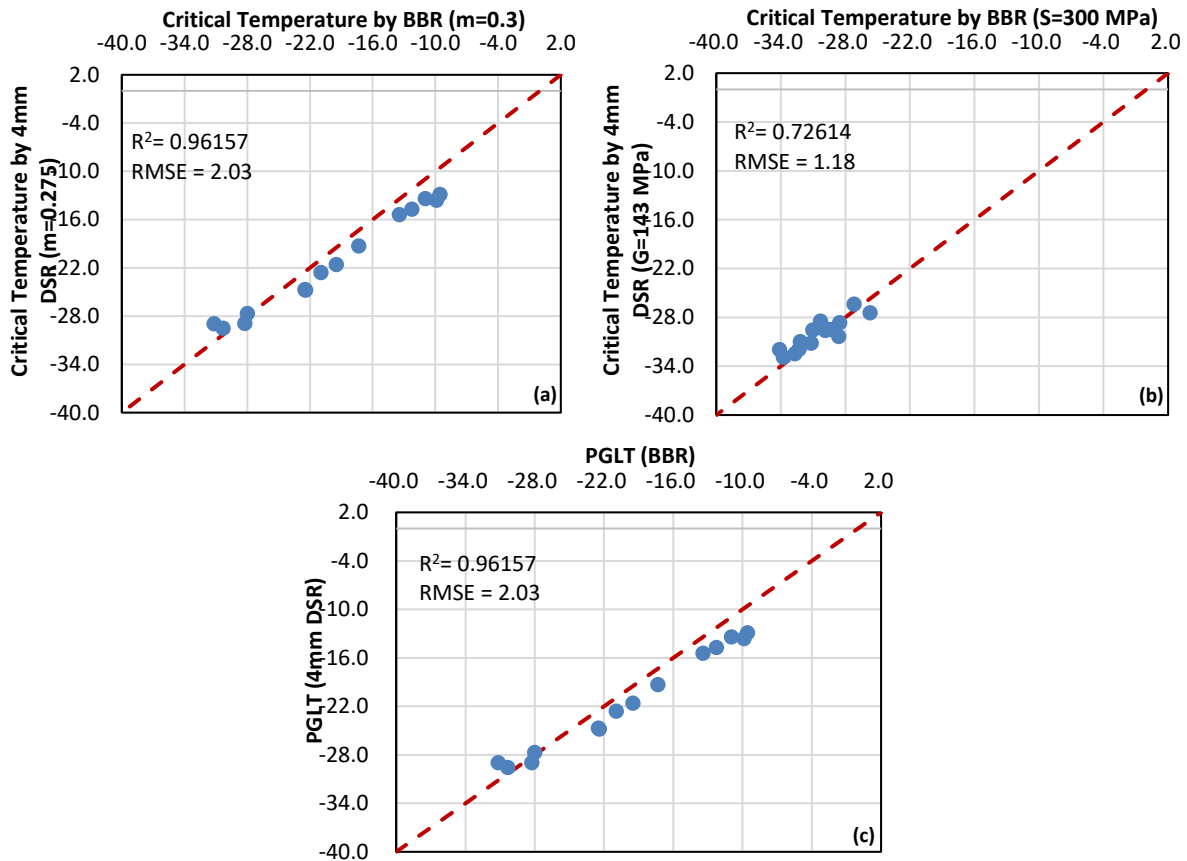 Critical Temperature by BBR (m=0.3)
-40.0 -34.0 -28.0 -22.0 -16.0 -10.0 -4.0 2.0
2.0
-4.0
-10.0
-16.0
-22.0
-28.0
-34.0
-40.0
Critical Temperature by 4mm
DSR (m=0.275)
R²= 0.96157
RMSE = 2.03
(a)
Critical Temperature by BBR (S=300 MPa)
-40.0 -34.0 -28.0 -22.0 -16.0 -10.0 -4.0 2.0
2.0
-4.0
-10.0
-16.0
-22.0
-28.0
-34.0
-40.0
Critical Temperature by 4mm
DSR (G=143 MPa)
R²= 0.72614
RMSE = 1.18
(b)
PGLT (BBR)
-40.0 -34.0 -28.0 -22.0 -16.0 -10.0 -4.0 2.0
2.0
-4.0
-10.0
-16.0
-22.0
-28.0
-34.0
-40.0
PGLT (4mm DSR)
R²= 0.96157
RMSE = 2.03
(c)